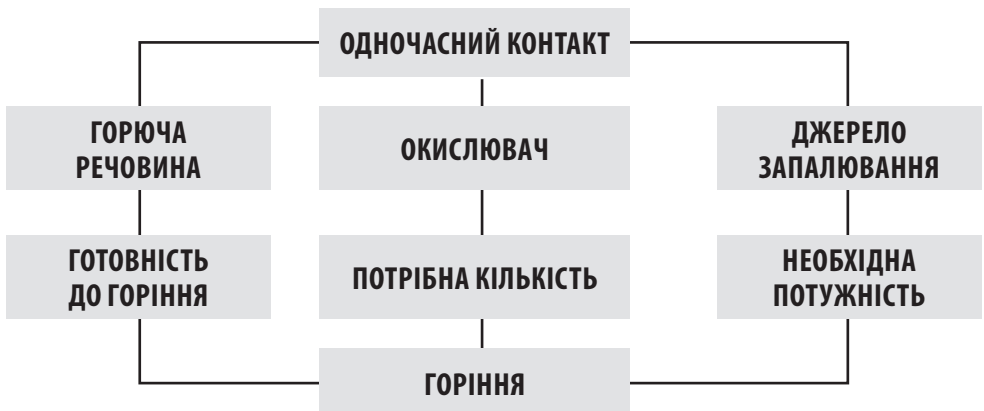 ОДНОЧАСНИЙ КОНТАКТ
ГОРЮЧА
РЕЧОВИНА
ОКИСЛЮВАЧ
ДЖЕРЕЛО
ЗАПАЛЮВАННЯ
ГОТОВНІСТЬ
ДО ГОРІННЯ
ПОТРІБНА КІЛЬКІСТЬ
НЕОБХІДНА
ПОТУЖНІСТЬ
ГОРІННЯ